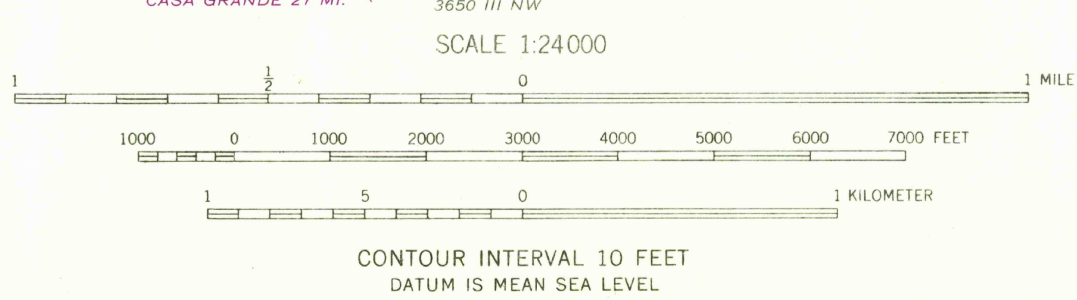 CASA GRANDE 27 MI.
3650 III NW
SCALE 1:24000
1 ½ 0 1 MILE
1000 0 1000 2000 3000 4000 5000 6000 7000 FEET
1 5 0 1 KILOMETER
CONTOUR INTERVAL 10 FEET
DATUM IS MEAN SEA LEVEL